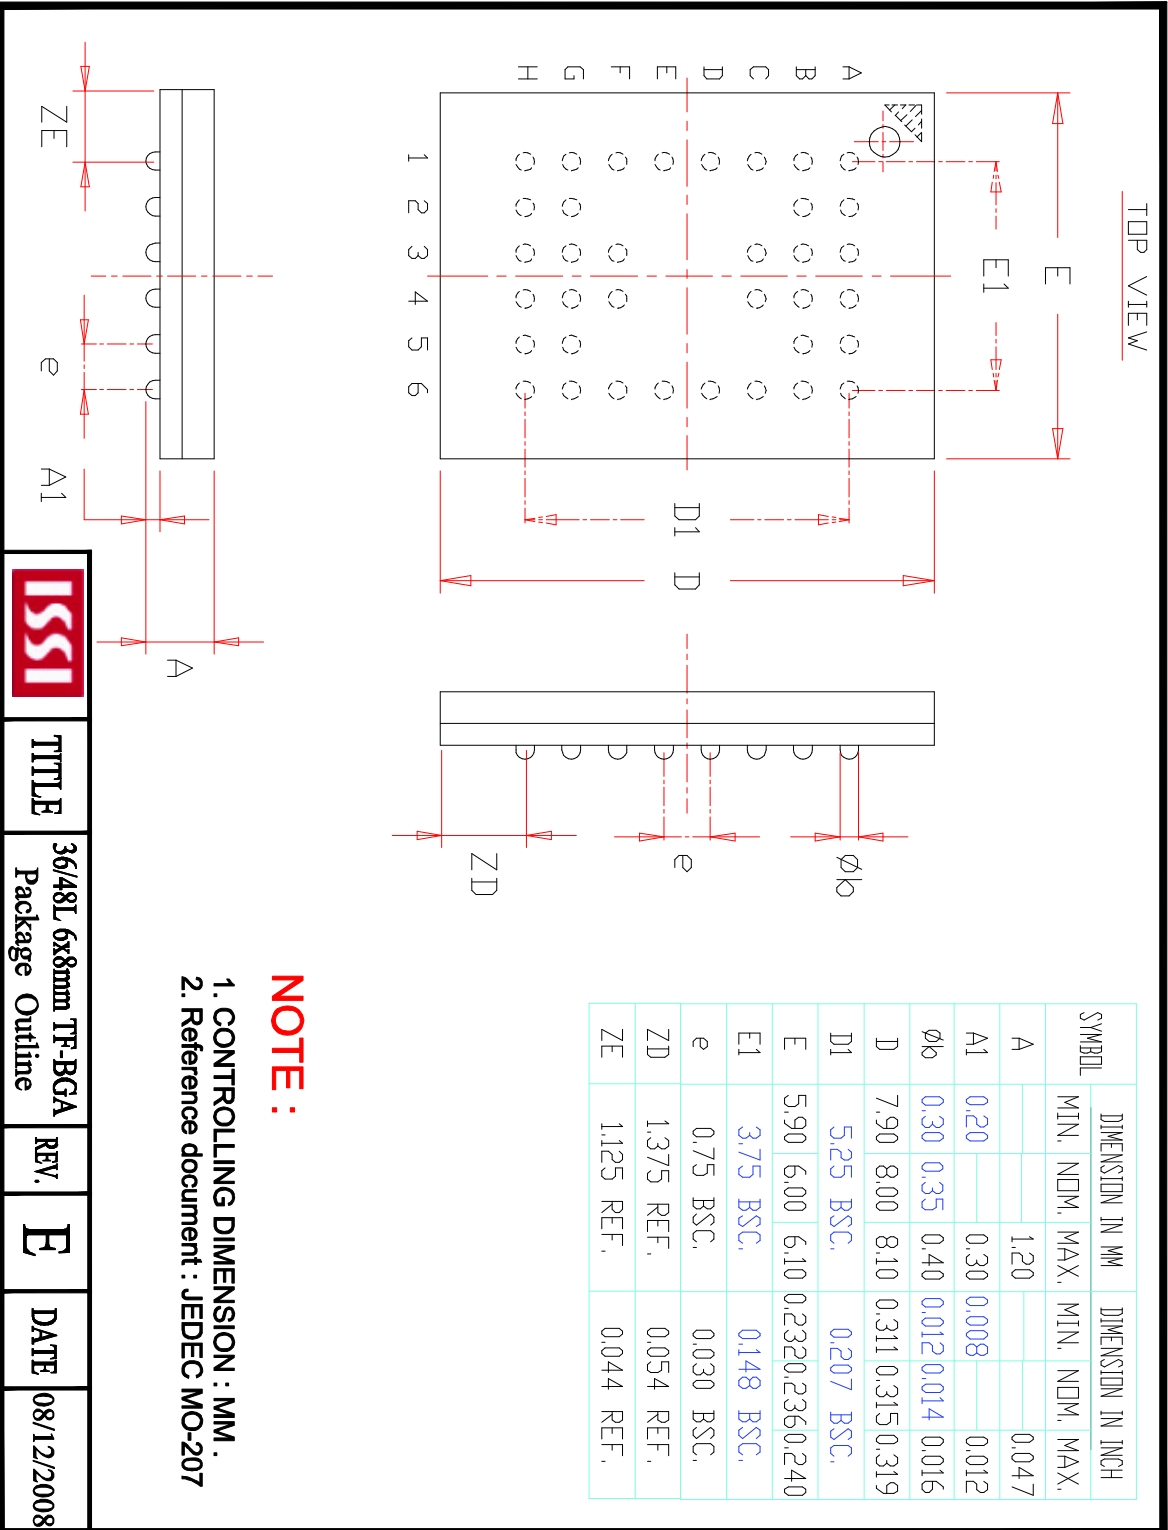 TOP VIEW
A B C D E F G H
1 2 3 4 5 6
E
E1
D1
D
ZE
e
A1
A
Øb
e
ZD
SYMBOL DIMENSION IN MM DIMENSION IN INCH
MIN. NOM. MAX. MIN. NOM. MAX.
A 1.20 0.047
A1 0.20 0.30 0.008 0.012
Øb 0.30 0.35 0.40 0.012 0.014 0.016
D 7.90 8.00 8.10 0.311 0.315 0.319
D1 5.25 BSC. 0.207 BSC.
E 5.90 6.00 6.10 0.232 0.236 0.240
E1 3.75 BSC. 0.148 BSC.
e 0.75 BSC. 0.030 BSC.
ZD 1.375 REF. 0.054 REF.
ZE 1.125 REF. 0.044 REF.
NOTE :
1. CONTROLLING DIMENSION : MM .
2. Reference document : JEDEC MO-207
ISSI
TITLE
36/48L 6x8mm TF-BGA
Package Outline
REV.
E
DATE
08/12/2008